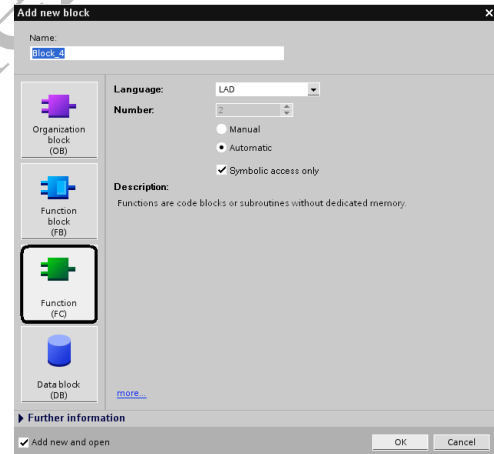 Add new block
Name:
Block_4
Organization
block
(OB)
Function
block
(FB)
Function
(FC)
Data block
(DB)
Language:
LAD
Number:
2
Manual
Automatic
Symbolic access only
Description:
Functions are code blocks or subroutines without dedicated memory.
more...
Further information
Add new and open
OK
Cancel